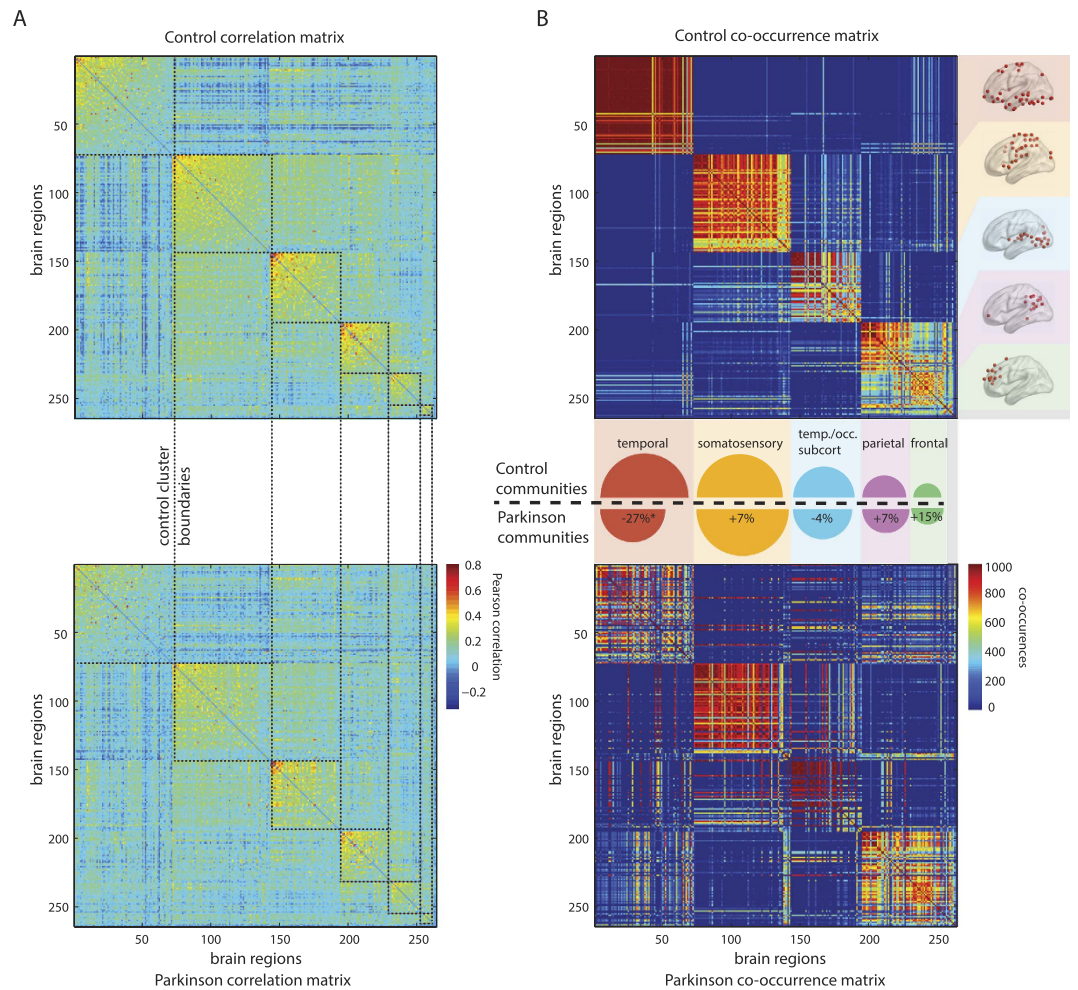 A
B
Control correlation matrix
Control co-occurrence matrix
brain regions
50
100
150
200
250
brain regions
50
100
150
200
250
control cluster
boundaries
Control
communities
Parkinson
communities
temporal
somatosensory
temp./occ.
subcort
parietal
frontal
-27%*
+7%
-4%
+7%
+15%
0.8
0.6
0.4
0.2
0
−0.2
Pearson correlation
1000
800
600
400
200
0
co-occurences
brain regions
50
100
150
200
250
50
100
150
200
250
brain regions
Parkinson correlation matrix
brain regions
50
100
150
200
250
50
100
150
200
250
brain regions
Parkinson co-occurrence matrix